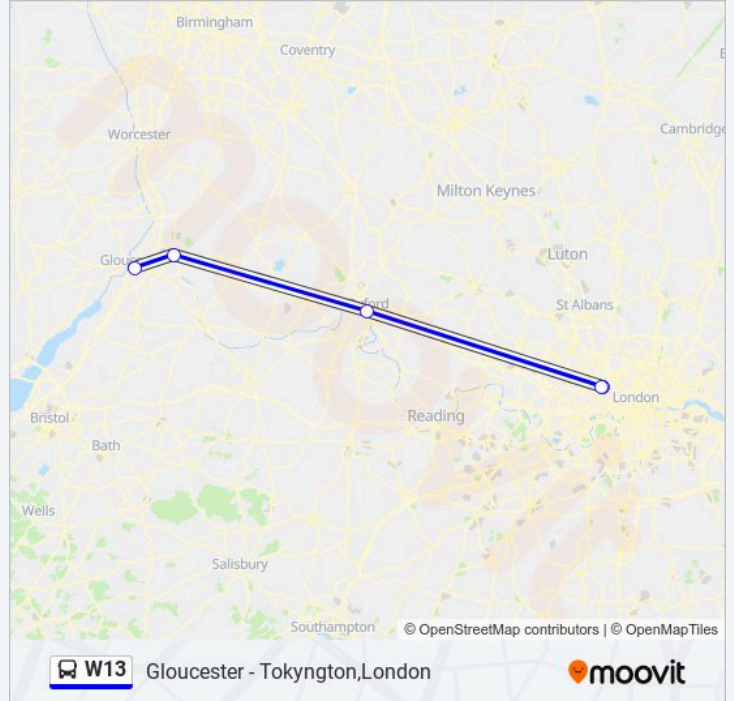 Birmingham
Coventry
Worcester
Cambridge
Milton Keynes
Luton
St Albans
London
Reading
Bristol
Bath
Wells
Salisbury
Southampton
© OpenStreetMap contributors | © OpenMapTiles
W13 Gloucester - Tokyngton,London
moovit